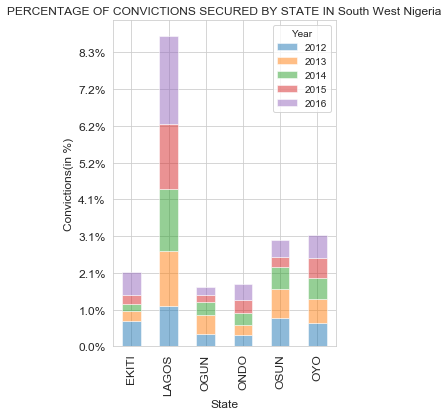 PERCENTAGE OF CONVICTIONS SECURED BY STATE IN South West Nigeria
Year
2012
2013
2014
2015
2016
Convictions(in %)
8.3%
7.2%
6.2%
5.2%
4.1%
3.1%
2.1%
1.0%
0.0%
EKITI
LAGOS
OGUN
ONDO
OSUN
OYO
State